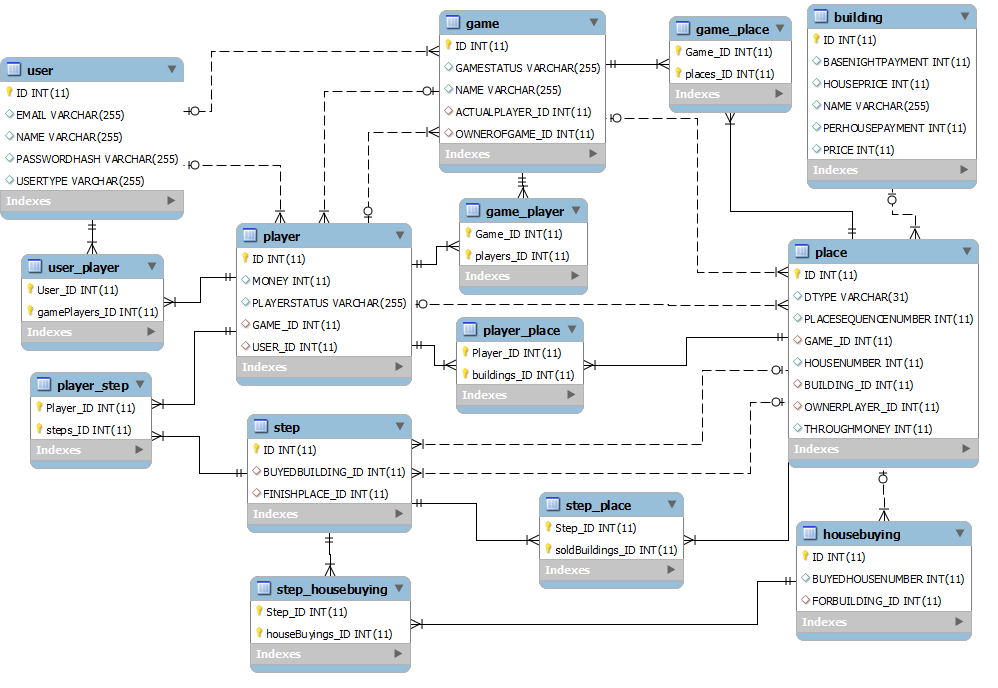 user
ID INT(11)
EMAIL VARCHAR(255)
NAME VARCHAR(255)
PASSWORDHASH VARCHAR(255)
USERTYPE VARCHAR(255)
Indexes
game
ID INT(11)
GAMESTATUS VARCHAR(255)
NAME VARCHAR(255)
ACTUALPLAYER_ID INT(11)
OWNEROFGAME_ID INT(11)
Indexes
game_place
Game_ID INT(11)
places_ID INT(11)
Indexes
building
ID INT(11)
BASENIGHTPAYMENT INT(11)
HOUSEPRICE INT(11)
NAME VARCHAR(255)
PERHOUSEPAYMENT INT(11)
PRICE INT(11)
Indexes
user_player
User_ID INT(11)
gamePlayers_ID INT(11)
Indexes
player
ID INT(11)
MONEY INT(11)
PLAYERSTATUS VARCHAR(255)
GAME_ID INT(11)
USER_ID INT(11)
Indexes
game_player
Game_ID INT(11)
players_ID INT(11)
Indexes
place
ID INT(11)
DTYPE VARCHAR(31)
PLACESEQUENCENUMBER INT(11)
GAME_ID INT(11)
HOUSENUMBER INT(11)
BUILDING_ID INT(11)
OWNERPLAYER_ID INT(11)
THROUGHMONEY INT(11)
Indexes
player_place
Player_ID INT(11)
buildings_ID INT(11)
Indexes
player_step
Player_ID INT(11)
steps_ID INT(11)
Indexes
step
ID INT(11)
BUYEDBUILDING_ID INT(11)
FINISHPLACE_ID INT(11)
Indexes
step_place
Step_ID INT(11)
soldBuildings_ID INT(11)
Indexes
housebuying
ID INT(11)
BUYEDHOUSENUMBER INT(11)
FORBUILDING_ID INT(11)
Indexes
step_housebuying
Step_ID INT(11)
houseBuyings_ID INT(11)
Indexes